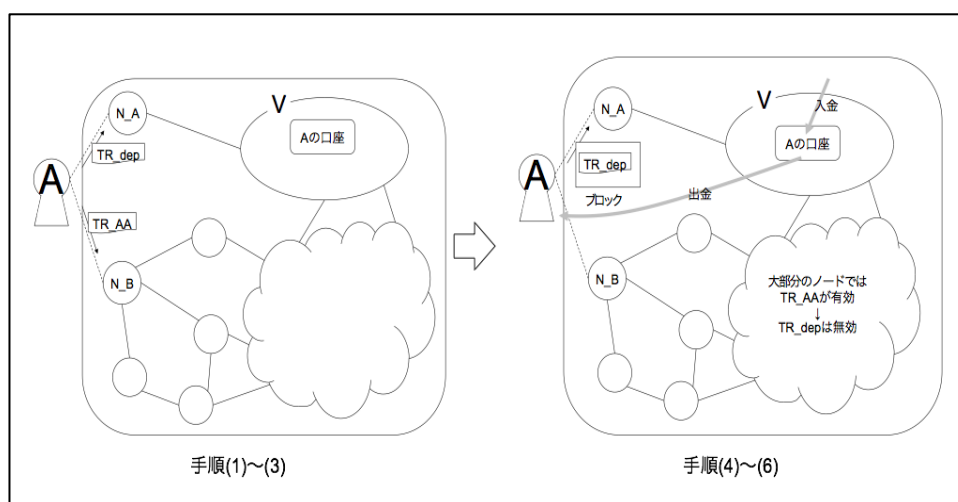 N_A
V
Aの口座
TR_dep
A
TR_AA
N_B
手順(1)～(3)
N_A
V
入金
Aの口座
TR_dep
A
ブロック
出金
N_B
大部分のノードでは
TR_AAが有効
↓
TR_depは無効
手順(4)～(6)